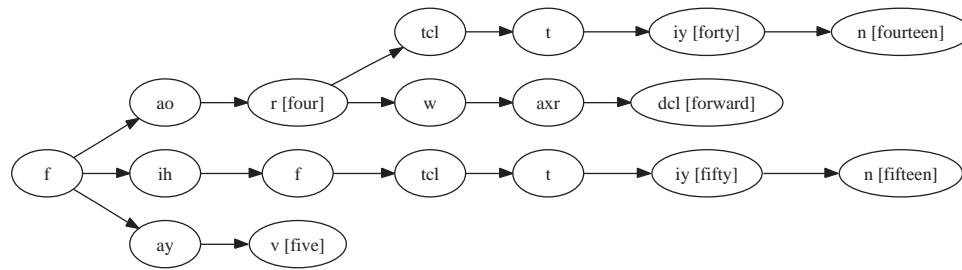 tcl t iy [forty] n [fourteen]
ao r [four] w axr dcl [forward]
f ih f tcl t iy [fifty] n [fifteen]
ay v [five]